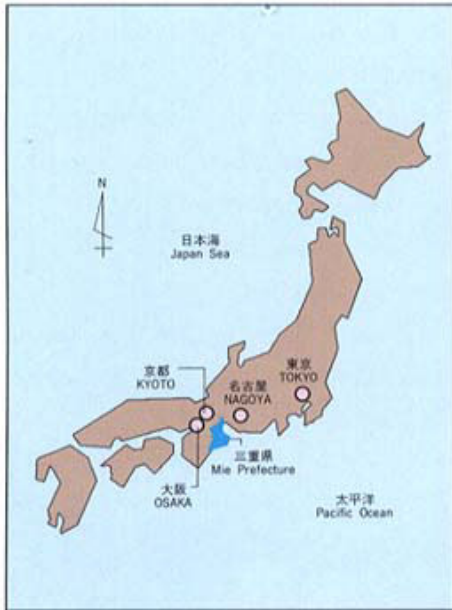 N
日本海
Japan Sea
京都
KYOTO
名古屋
NAGOYA
東京
TOKYO
三重県
Mie Prefecture
大阪
OSAKA
太平洋
Pacific Ocean